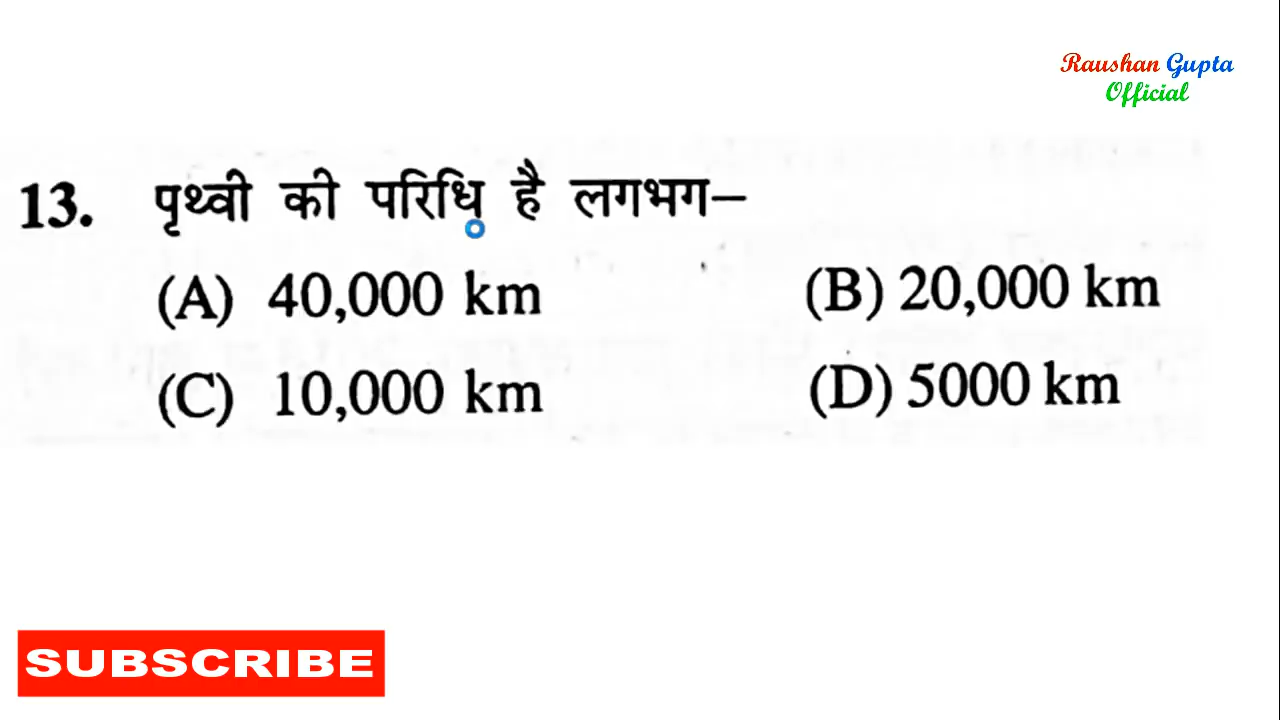 Raushan Gupta
Official
13. पृथ्वी की परिधि है लगभग–
(A) 40,000 km (B) 20,000 km
(C) 10,000 km (D) 5000 km
SUBSCRIBE